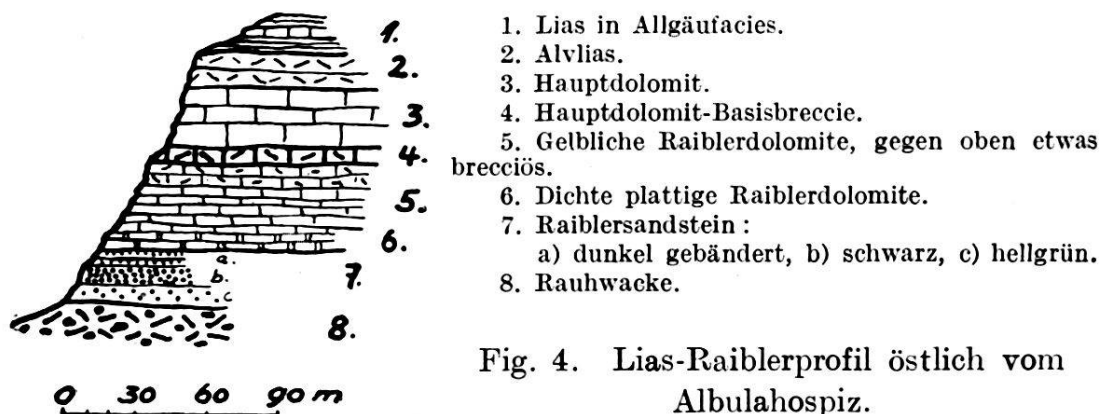 1.
2.
3.
4.
5.
6.
a.
b.
7.
c
8.
0 30 60 90 m
1. Lias in Allgäufacies.
2. Alvlias.
3. Hauptdolomit.
4. Hauptdolomit-Basisbreccie.
5. Gelbliche Raiblerdolomite, gegen oben etwas
brecciös.
6. Dichte plattige Raiblerdolomite.
7. Raiblersandstein:
a) dunkel gebändert, b) schwarz, c) hellgrün.
8. Rauhwacke.
Fig. 4. Lias-Raiblerprofil östlich vom
Albulahospiz.